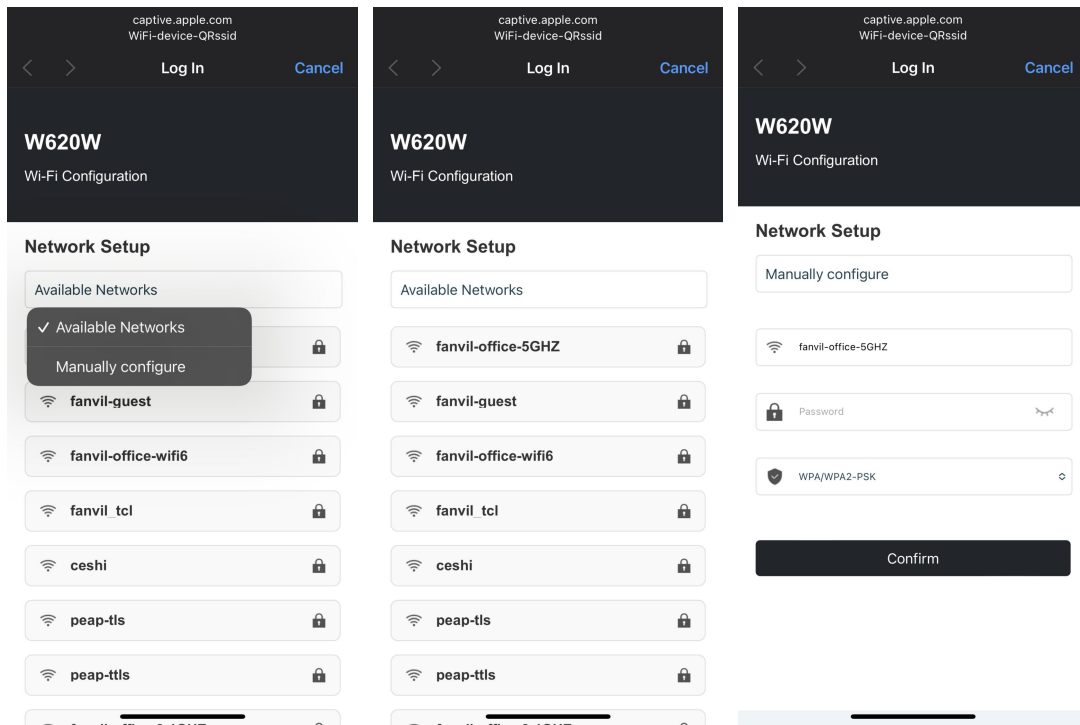 captive.apple.com
WiFi-device-QRssid
Log In
Cancel
W620W
Wi-Fi Configuration
Network Setup
Available Networks
Available Networks
Manually configure
fanvil-guest
fanvil-office-wifi6
fanvil_tcl
ceshi
peap-tls
peap-ttls
captive.apple.com
WiFi-device-QRssid
Log In
Cancel
W620W
Wi-Fi Configuration
Network Setup
Available Networks
fanvil-office-5GHZ
fanvil-guest
fanvil-office-wifi6
fanvil_tcl
ceshi
peap-tls
peap-ttls
captive.apple.com
WiFi-device-QRssid
Log In
Cancel
W620W
Wi-Fi Configuration
Network Setup
Manually configure
fanvil-office-5GHZ
Password
WPA/WPA2-PSK
Confirm